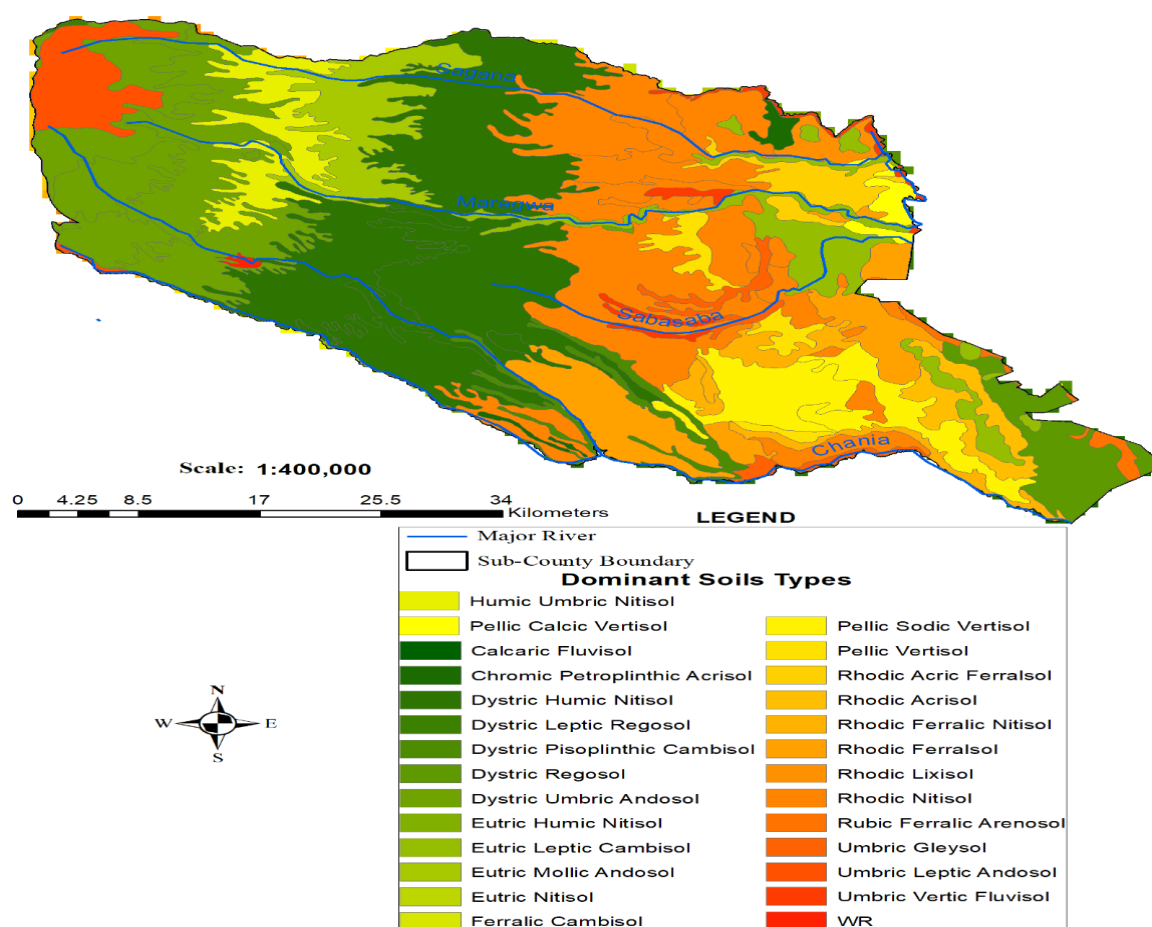 Sagana
Maragwa
Sabasaba
Chania
Scale: 1:400,000
0 4.25 8.5 17 25.5 34
Kilometers
LEGEND
Major River
Sub-County Boundary
Dominant Soils Types
Humic Umbric Nitisol
Pellic Calcic Vertisol
Calcaric Fluvisol
Chromic Petroplinthic Acrisol
Dystric Humic Nitisol
Dystric Leptic Regosol
Dystric Pisoplinthic Cambisol
Dystric Regosol
Dystric Umbric Andosol
Eutric Humic Nitisol
Eutric Leptic Cambisol
Eutric Mollic Andosol
Eutric Nitisol
Ferralic Cambisol
Pellic Sodic Vertisol
Pellic Vertisol
Rhodic Acric Ferralsol
Rhodic Acrisol
Rhodic Ferralic Nitisol
Rhodic Ferralsol
Rhodic Lixisol
Rhodic Nitisol
Rubic Ferralic Arenosol
Umbric Gleysol
Umbric Leptic Andosol
Umbric Vertic Fluvisol
WR
N
W E
S